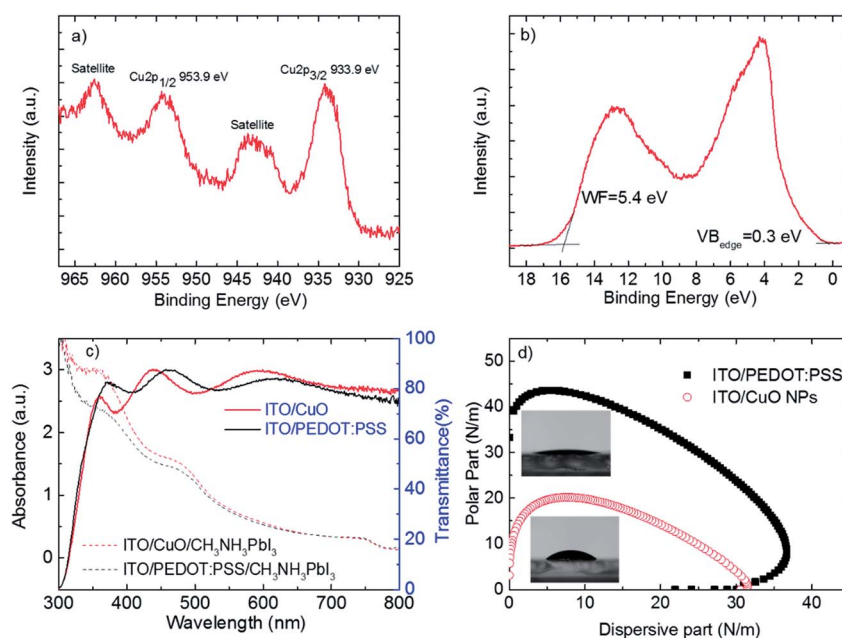 a)
Satellite
Cu2p1/2 953.9 eV
Cu2p3/2 933.9 eV
Satellite
Intensity (a.u.)
965 960 955 950 945 940 935 930 925
Binding Energy (eV)
b)
WF=5.4 eV
VBedge=0.3 eV
Intensity (a.u.)
18 16 14 12 10 8 6 4 2 0
Binding Energy (eV)
c)
ITO/CuO
ITO/PEDOT:PSS
ITO/CuO/CH3NH3PbI3
ITO/PEDOT:PSS/CH3NH3PbI3
Absorbance (a.u.)
3
2
1
0
Transmittance(%)
100
80
60
40
20
0
300 400 500 600 700 800
Wavelength (nm)
d)
ITO/PEDOT:PSS
ITO/CuO NPs
Polar Part (N/m)
50
40
30
20
10
0
0 10 20 30 40
Dispersive part (N/m)